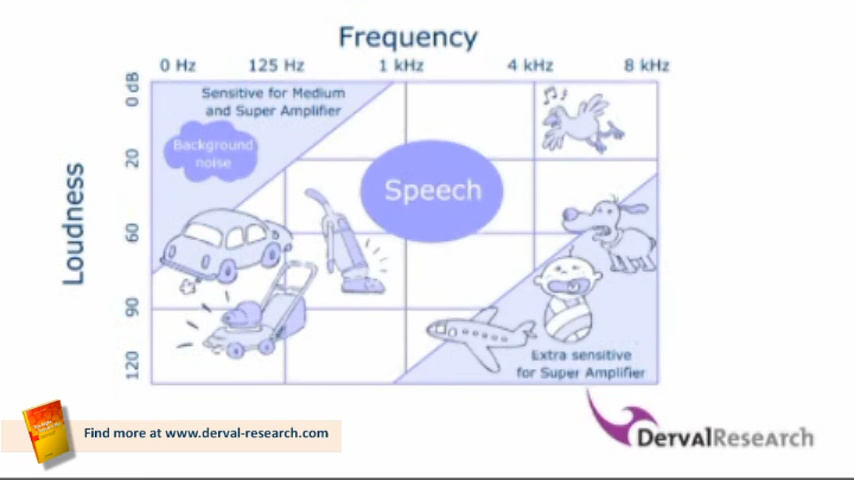 Frequency
0 Hz 125 Hz 1 kHz 4 kHz 8 kHz
Loudness
0 dB
20
60
90
120
Sensitive for Medium
and Super Amplifier
Background
noise
Speech
Extra sensitive
for Super Amplifier
Find more at www.derval-research.com
DervalResearch